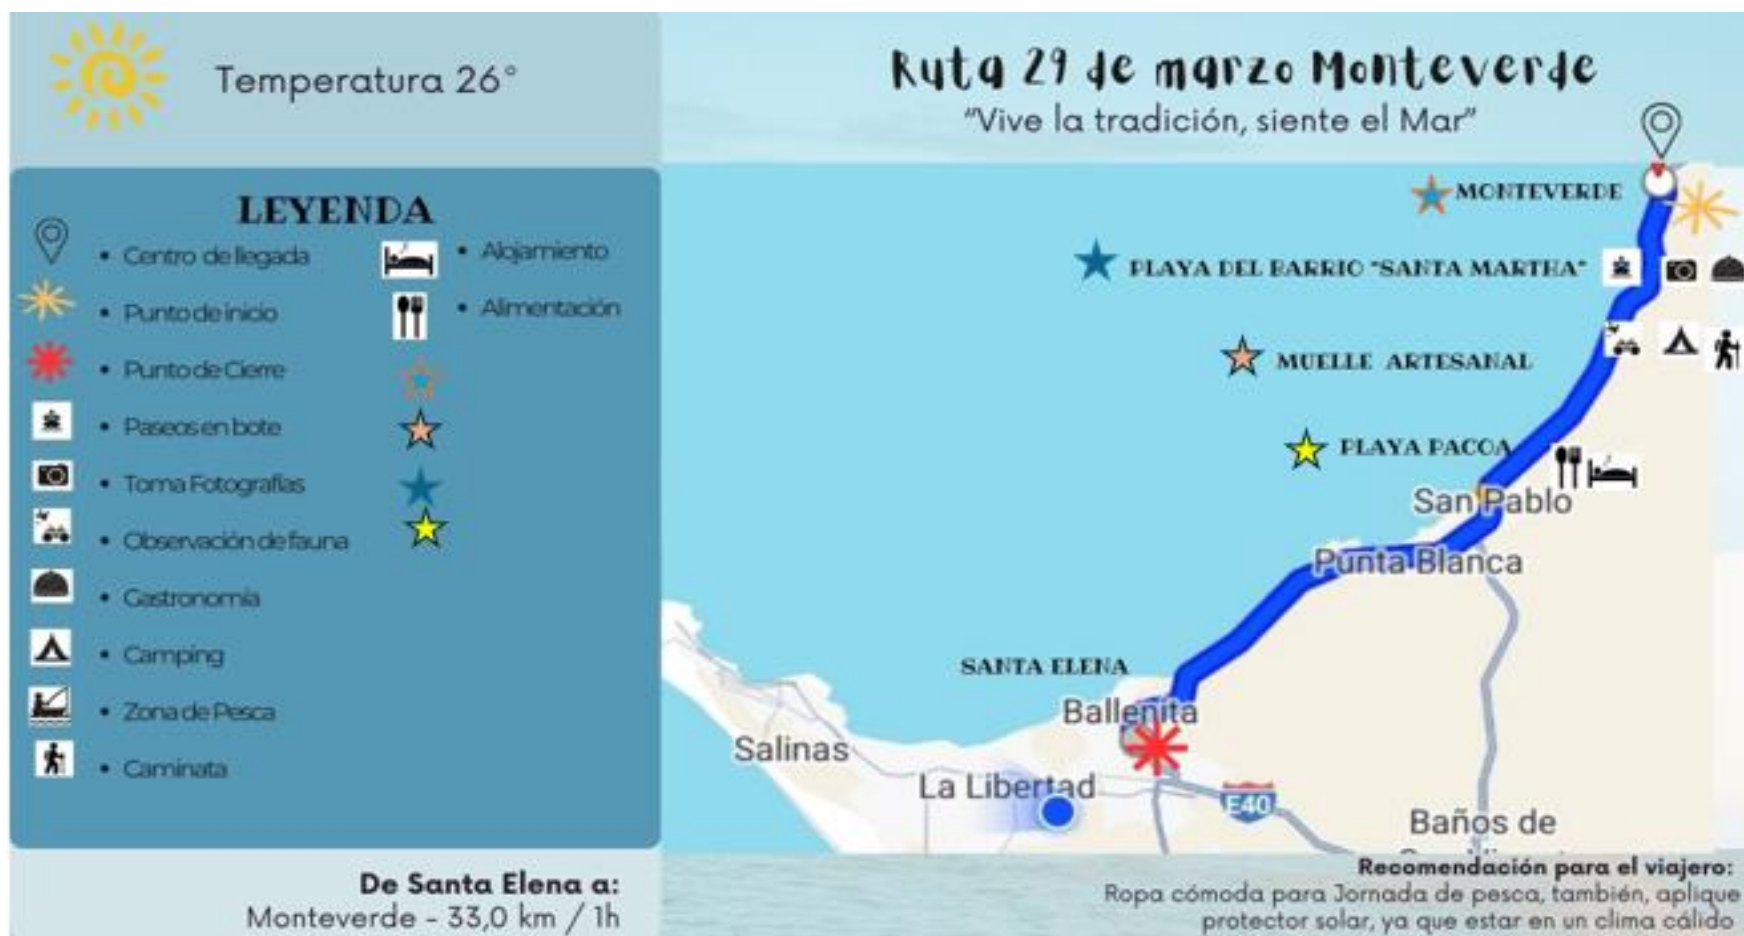 Temperatura 26°
Ruta 29 de marzo Monteverde
"Vive la tradición, siente el Mar"
LEYENDA
• Centro de llegada
• Punto de inicio
• Punto de Cierre
• Paseos en bote
• Toma Fotografías
• Observación de fauna
• Gastronomía
• Camping
• Zona de Pesca
• Caminata
• Alojamiento
• Alimentación
MONTEVERDE
PLAYA DEL BARRIO "SANTA MARTHA"
MUELLE ARTESANAL
PLAYA PACOA
San Pablo
Punta Blanca
SANTA ELENA
Ballenita
Salinas
La Libertad
E40
Baños de
De Santa Elena a:
Monteverde - 33,0 km / 1h
Recomendación para el viajero:
Ropa cómoda para Jornada de pesca, también, aplique
protector solar, ya que estar en un clima cálido